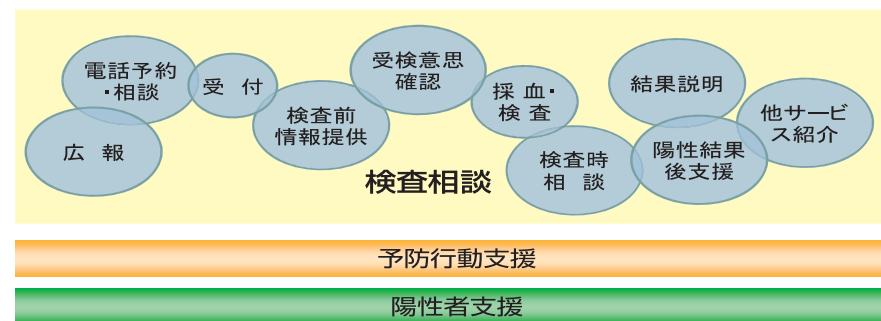 電話予約
・相談
広 報
受 付
検査前
情報提供
受検意思
確認
採 血・
検 査
検査時
相 談
結果説明
陽性結果
後支援
他サービ
ス紹介
検査相談
予防行動支援
陽性者支援